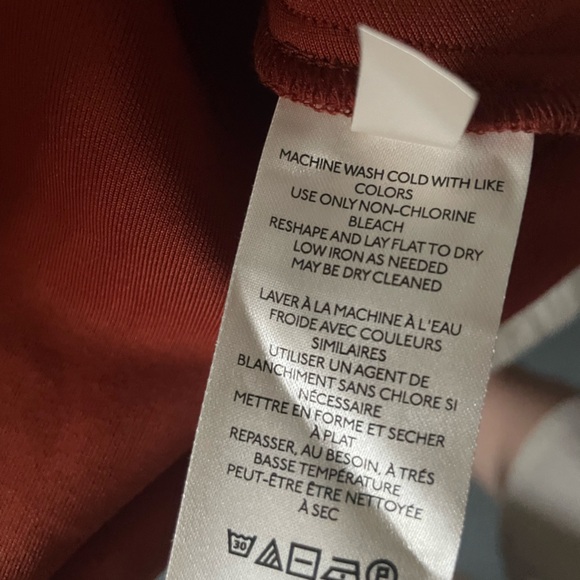 MACHINE WASH COLD WITH LIKE
COLORS
USE ONLY NON-CHLORINE
BLEACH
RESHAPE AND LAY FLAT TO DRY
LOW IRON AS NEEDED
MAY BE DRY CLEANED
LAVER À LA MACHINE À L'EAU
FROIDE AVEC COULEURS
SIMILAIRES
UTILISER UN AGENT DE
BLANCHIMENT SANS CHLORE SI
NÉCESSAIRE
METTRE EN FORME ET SECHER
À PLAT
REPASSER, AU BESOIN, À TRÉS
BASSE TEMPÉRATURE
PEUT-ÊTRE ÊTRE NETTOYÉE
À SEC
30 P